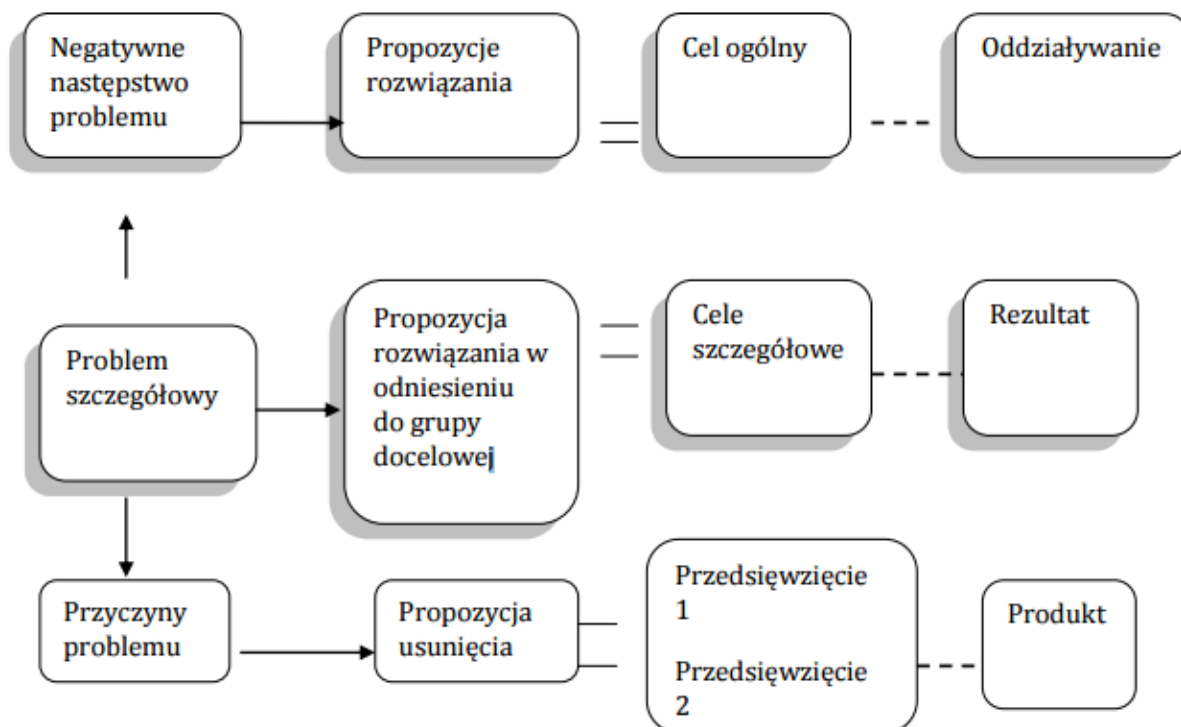 Negatywne
następstwo
problemu
Propozycje
rozwiązania
Cel ogólny
Oddziaływanie
Problem
szczegółowy
Propozycja
rozwiązania w
odniesieniu
do grupy
docelowej
Cele
szczegółowe
Rezultat
Przyczyny
problemu
Propozycja
usunięcia
Przedsięwzięcie
1
Przedsięwzięcie
2
Produkt